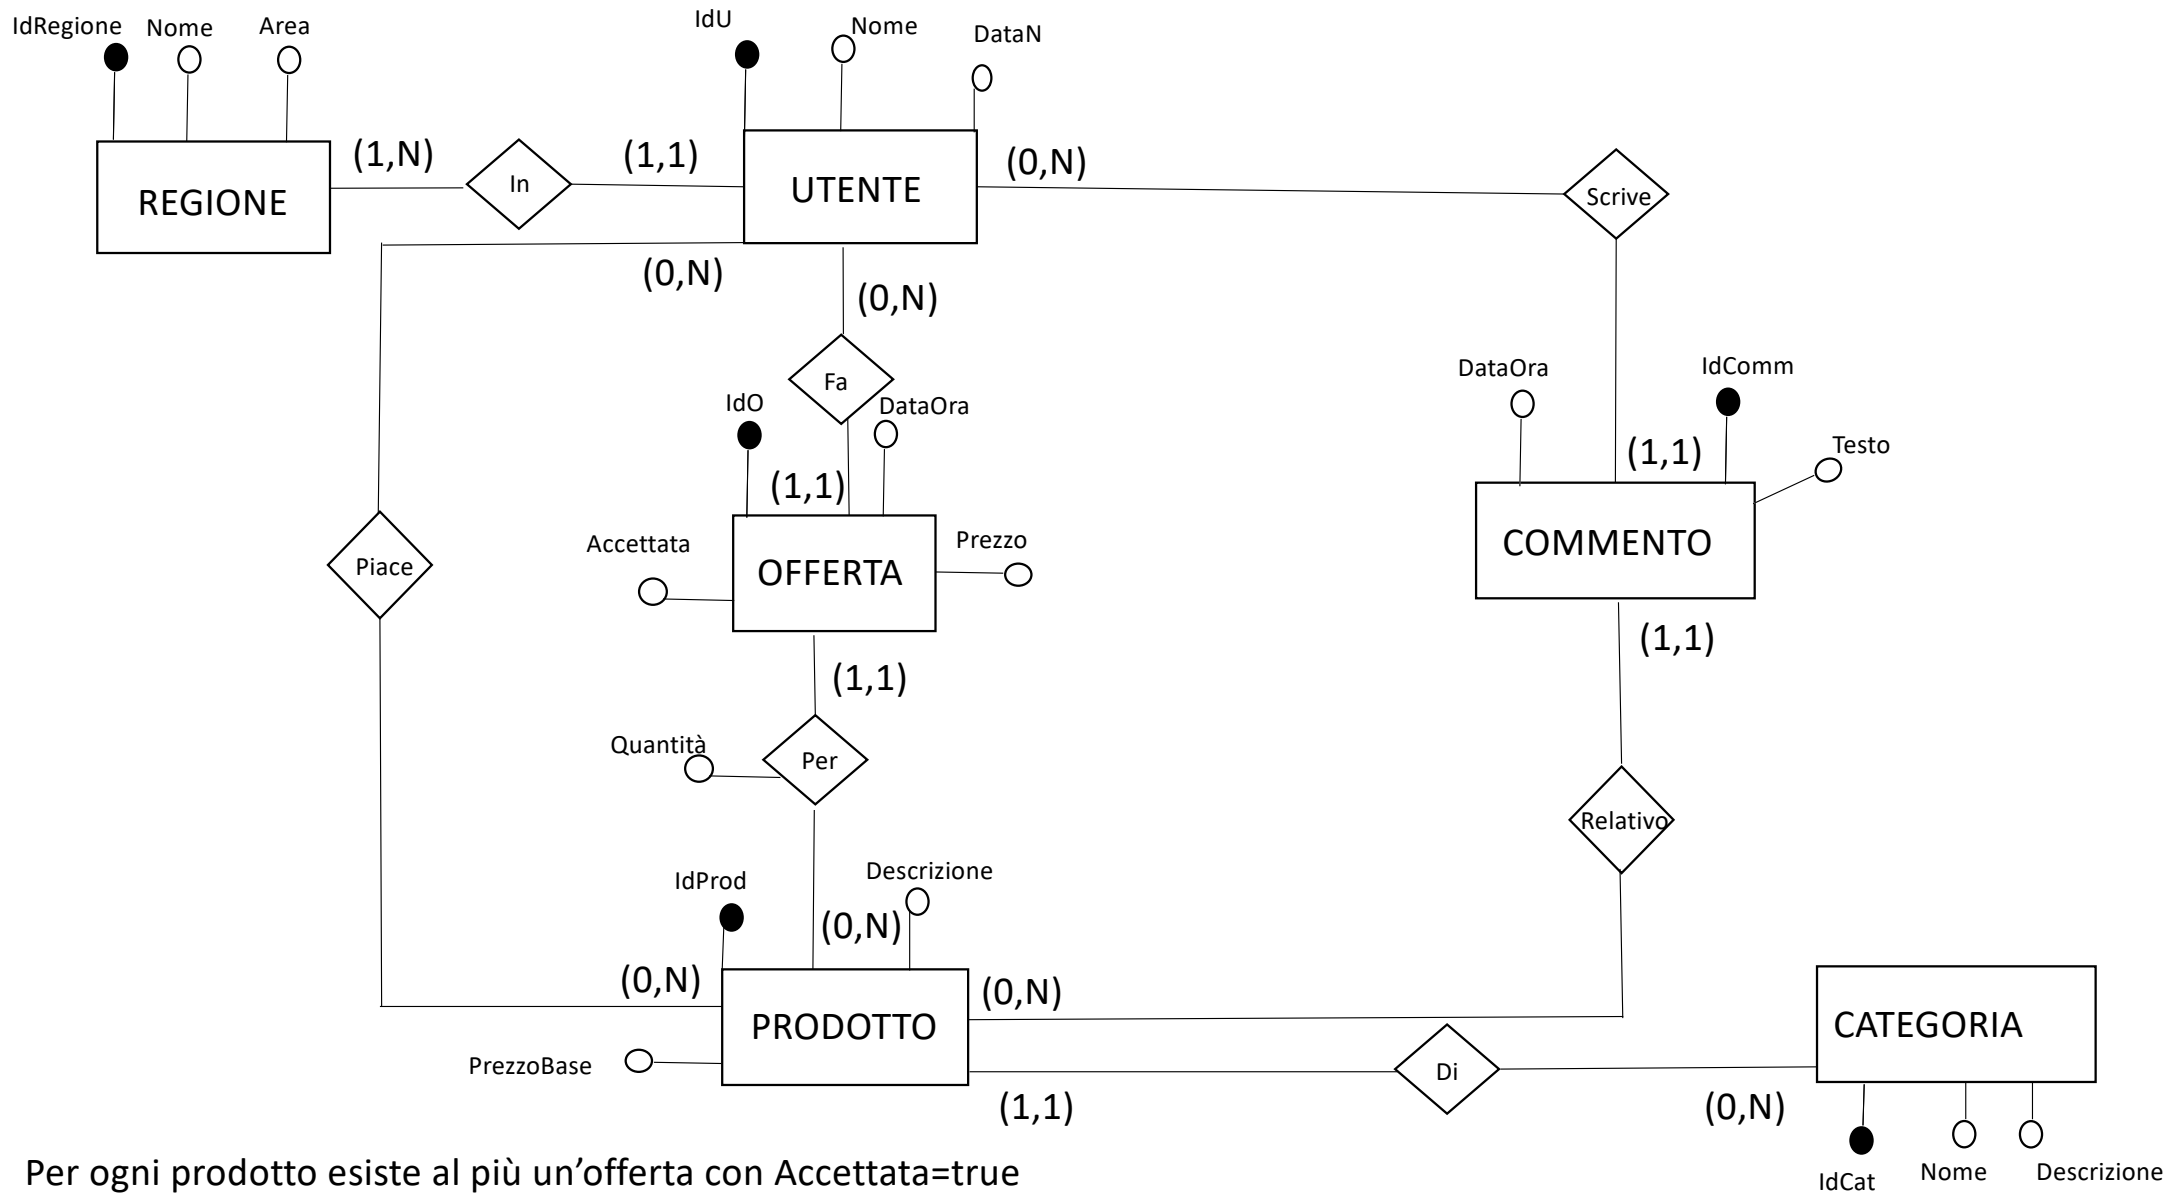 IdRegione
Nome
Area
IdU
Nome
DataN
REGIONE
(1,N)
In
(1,1)
UTENTE
(0,N)
Scrive
(0,N)
(0,N)
Fa
IdO
DataOra
(1,1)
Accettata
OFFERTA
Prezzo
Piace
DataOra
IdComm
(1,1)
Testo
COMMENTO
(1,1)
(1,1)
Quantità
Per
Relativo
IdProd
Descrizione
(0,N)
(0,N)
PRODOTTO
(0,N)
PrezzoBase
(1,1)
Di
(0,N)
CATEGORIA
IdCat
Nome
Descrizione
Per ogni prodotto esiste al più un’offerta con Accettata=true